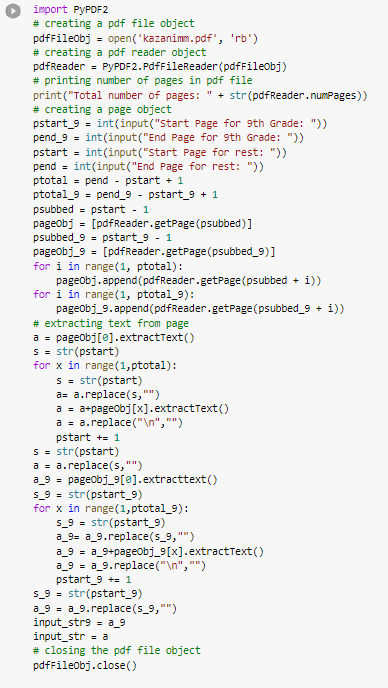 import PyPDF2
# creating a pdf file object
pdfFileObj = open('kazanimm.pdf', 'rb')
# creating a pdf reader object
pdfReader = PyPDF2.PdfFileReader(pdfFileObj)
# printing number of pages in pdf file
print("Total number of pages: " + str(pdfReader.numPages))
# creating a page object
pstart_9 = int(input("Start Page for 9th Grade: "))
pend_9 = int(input("End Page for 9th Grade: "))
pstart = int(input("Start Page for rest: "))
pend = int(input("End Page for rest: "))
ptotal = pend - pstart + 1
ptotal_9 = pend_9 - pstart_9 + 1
psubbed = pstart - 1
pageObj = [pdfReader.getPage(psubbed)]
psubbed_9 = pstart_9 - 1
pageObj_9 = [pdfReader.getPage(psubbed_9)]
for i in range(1, ptotal):
    pageObj.append(pdfReader.getPage(psubbed + i))
for i in range(1, ptotal_9):
    pageObj_9.append(pdfReader.getPage(psubbed_9 + i))
# extracting text from page
a = pageObj[0].extractText()
s = str(pstart)
for x in range(1,ptotal):
    s = str(pstart)
    a= a.replace(s,"")
    a = a+pageObj[x].extractText()
    a = a.replace("\n","")
    pstart += 1
s = str(pstart)
a = a.replace(s,"")
a_9 = pageObj_9[0].extracttext()
s_9 = str(pstart_9)
for x in range(1,ptotal_9):
    s_9 = str(pstart_9)
    a_9= a_9.replace(s_9,"")
    a_9 = a_9+pageObj_9[x].extractText()
    a_9 = a_9.replace("\n","")
    pstart_9 += 1
s_9 = str(pstart_9)
a_9 = a_9.replace(s_9,"")
input_str9 = a_9
input_str = a
# closing the pdf file object
pdfFileObj.close()